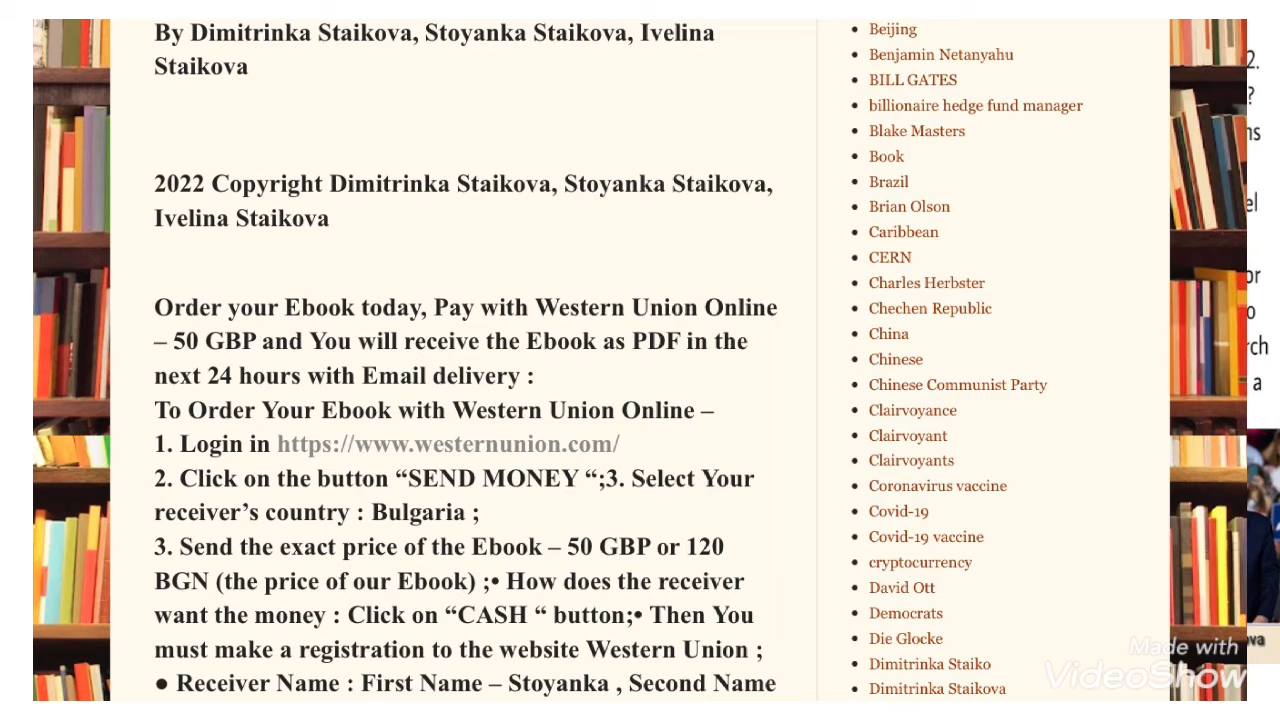 By Dimitrinka Staikova, Stoyanka Staikova, Ivelina
Staikova
2022 Copyright Dimitrinka Staikova, Stoyanka Staikova,
Ivelina Staikova
Order your Ebook today, Pay with Western Union Online
– 50 GBP and You will receive the Ebook as PDF in the
next 24 hours with Email delivery :
To Order Your Ebook with Western Union Online –
1. Login in https://www.westernunion.com/
2. Click on the button “SEND MONEY “;3. Select Your
receiver’s country : Bulgaria ;
3. Send the exact price of the Ebook – 50 GBP or 120
BGN (the price of our Ebook) ;• How does the receiver
want the money : Click on “CASH “ button;• Then You
must make a registration to the website Western Union ;
● Receiver Name : First Name – Stoyanka , Second Name
• Beijing
• Benjamin Netanyahu
• BILL GATES
• billionaire hedge fund manager
• Blake Masters
• Book
• Brazil
• Brian Olson
• Caribbean
• CERN
• Charles Herbster
• Chechen Republic
• China
• Chinese
• Chinese Communist Party
• Clairvoyance
• Clairvoyant
• Clairvoyants
• Coronavirus vaccine
• Covid-19
• Covid-19 vaccine
• cryptocurrency
• David Ott
• Democrats
• Die Glocke
• Dimitrinka Staiko
• Dimitrinka Staikova
2.
?
ns
el
or
o
rch
a
ova
Made with
VideoShow